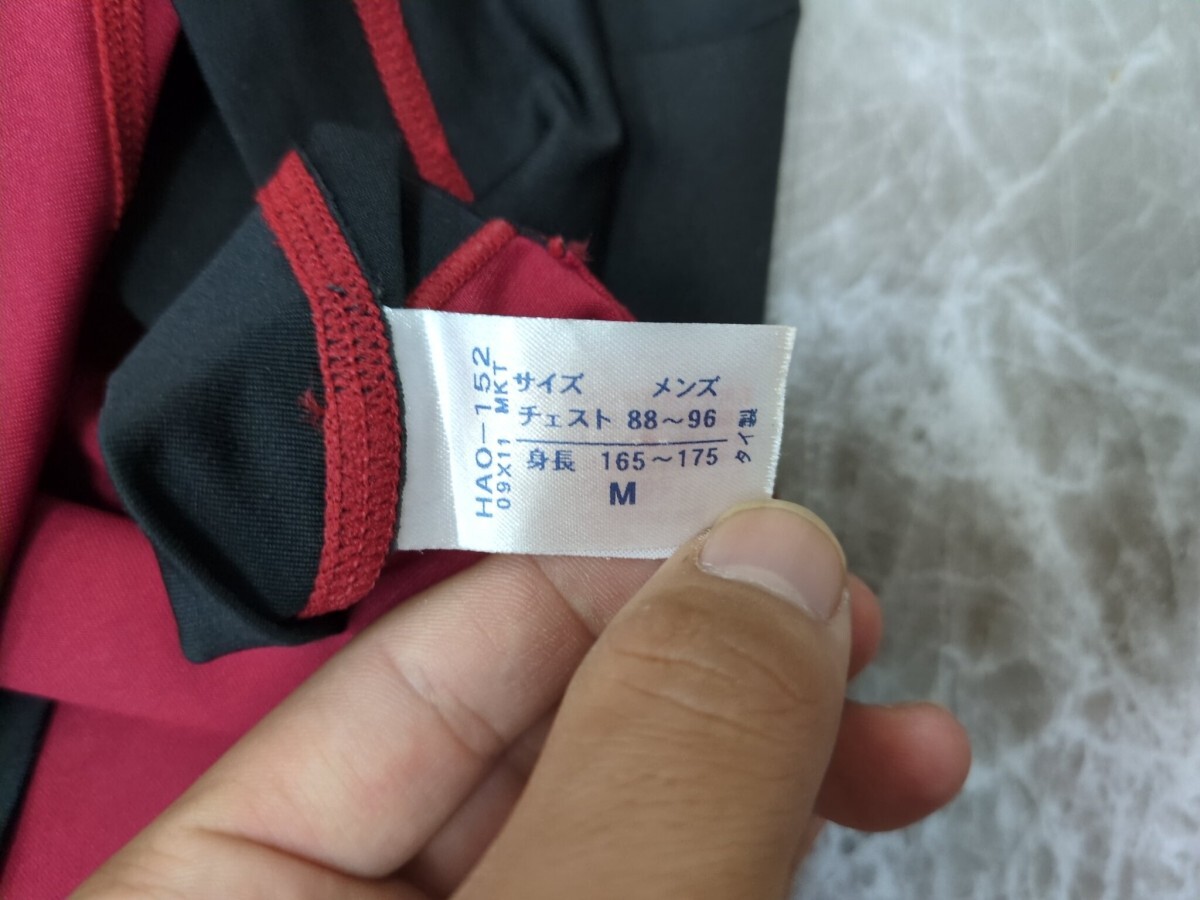 HAO-152
09X11 MKT
サイズ メンズ
チェスト 88～96
身長 165～175
M
タイ製